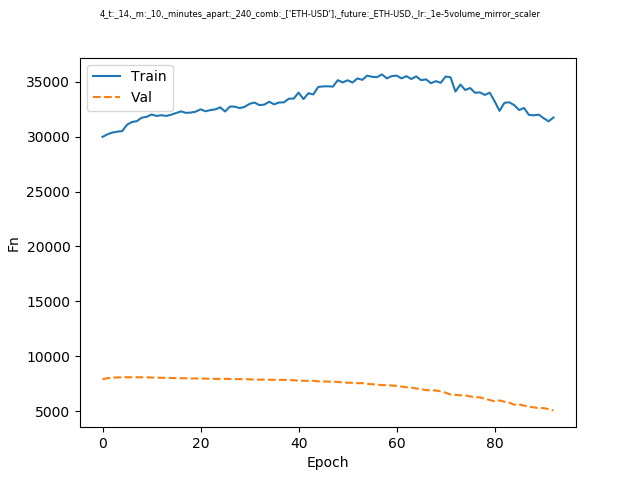 4_t:_14,_m:_10,_minutes_apart:_240_comb:_['ETH-USD'],_future:_ETH-USD,_lr:_1e-5volume_mirror_scaler
Train
Val
35000
30000
25000
20000
15000
10000
5000
Fn
0 20 40 60 80
Epoch